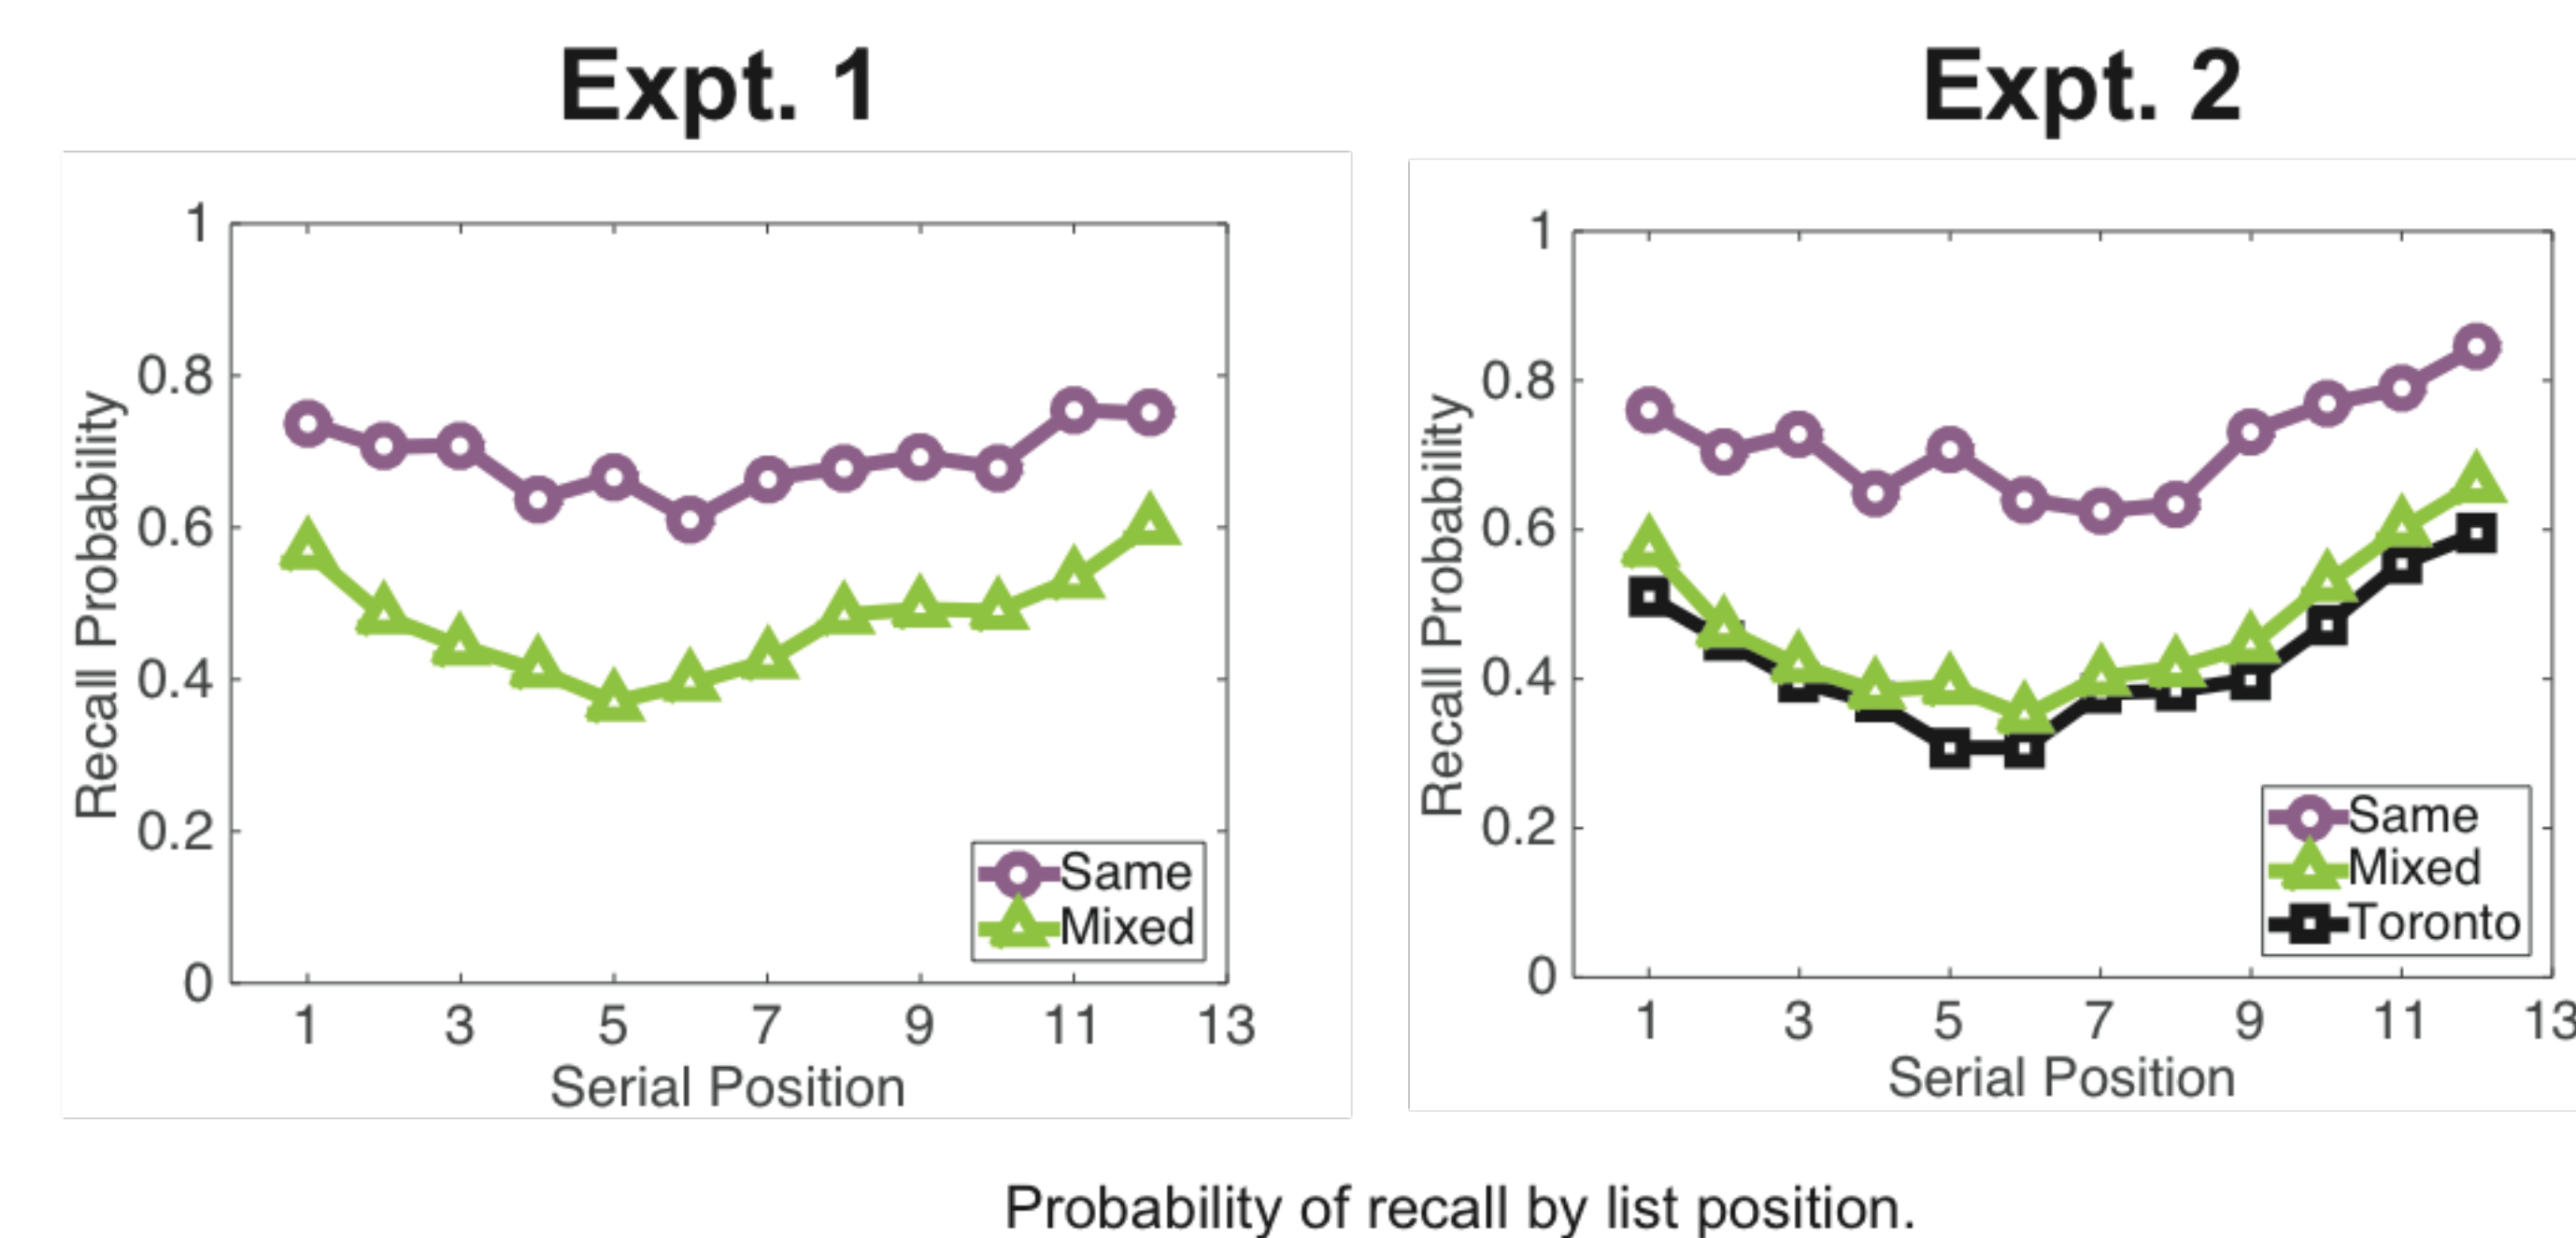 Expt. 1
Recall Probability
1
0.8
0.6
0.4
0.2
0
1 3 5 7 9 11 13
Serial Position
Same
Mixed
Expt. 2
Recall Probability
1
0.8
0.6
0.4
0.2
0
1 3 5 7 9 11 13
Serial Position
Same
Mixed
Toronto
Probability of recall by list position.